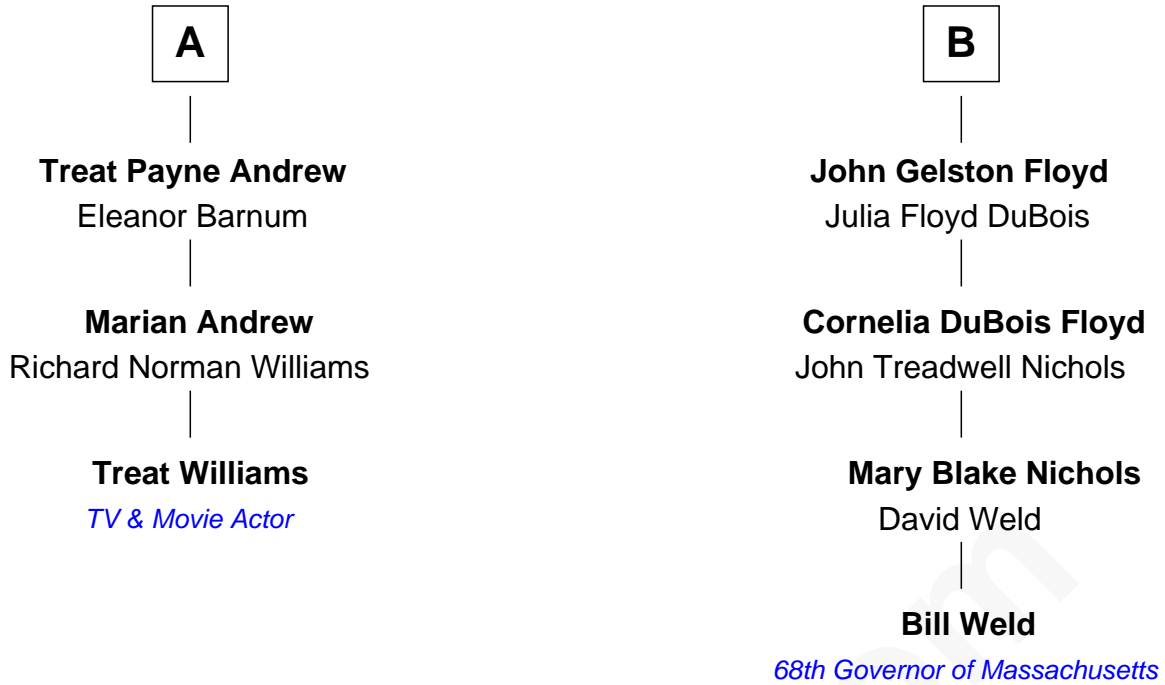 A
Treat Payne Andrew
Eleanor Barnum
Marian Andrew
Richard Norman Williams
Treat Williams
TV & Movie Actor
B
John Gelston Floyd
Julia Floyd DuBois
Cornelia DuBois Floyd
John Treadwell Nichols
Mary Blake Nichols
David Weld
Bill Weld
68th Governor of Massachusetts